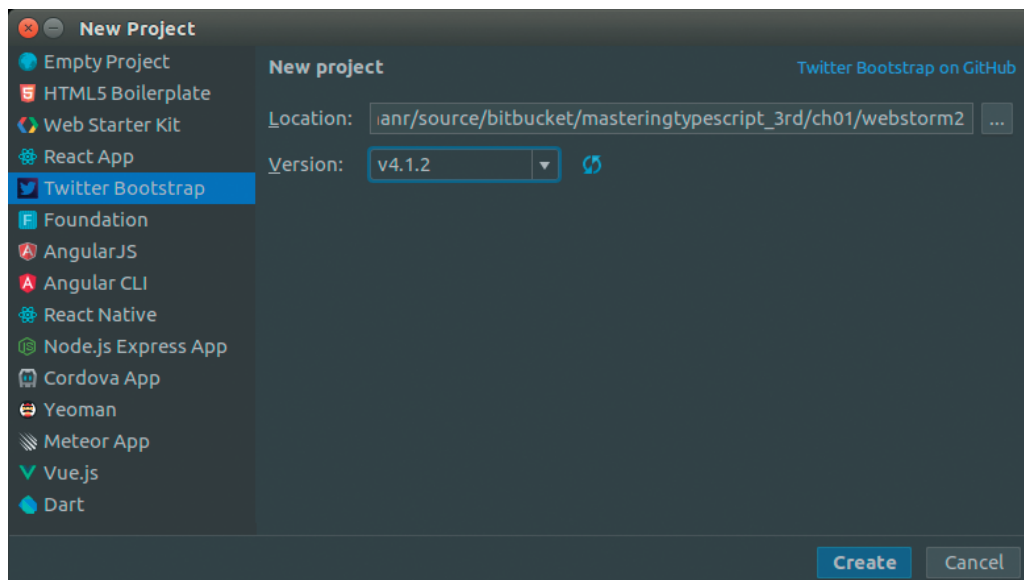 New Project
Empty Project
HTML5 Boilerplate
Web Starter Kit
React App
Twitter Bootstrap
Foundation
AngularJS
Angular CLI
React Native
Node.js Express App
Cordova App
Yeoman
Meteor App
Vue.js
Dart
New project
Twitter Bootstrap on GitHub
Location: anr/source/bitbucket/masteringtypescript_3rd/ch01/webstorm2 ...
Version: v4.1.2
Create Cancel